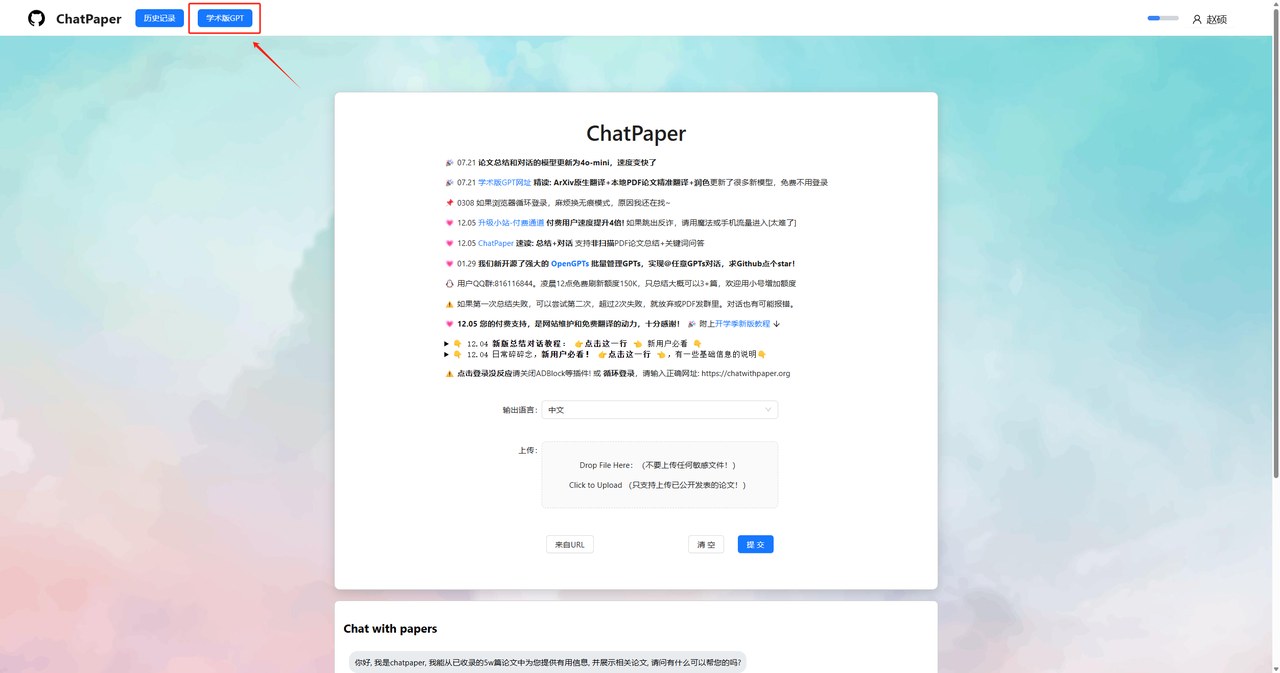 ChatPaper 历史记录 学术版GPT 赵硕
ChatPaper
🎉 07.21 论文总结和对话的模型更新为4o-mini，速度变快了
🎉 07.21 学术版GPT网址 精读: ArXiv原生翻译+本地PDF论文精准翻译+润色更新了很多新模型，免费不用登录
📌 0308 如果浏览器循环登录，麻烦换无痕模式，原因我还在找~
💗 12.05 升级小站-付费通道 付费用户速度提升4倍! 如果跳出反诈，请用魔法或手机流量进入[太难了]
💗 12.05 ChatPaper 速读: 总结+对话 支持非扫描PDF论文总结+关键词问答
💗 01.29 我们新开源了强大的 OpenGPTs 批量管理GPTs，实现@任意GPTs对话，求Github点个star！
🐧 用户QQ群:816116844。凌晨12点免费刷新额度150K，只总结大概可以3+篇，欢迎用小号增加额度
⚠️ 如果第一次总结失败，可以尝试第二次，超过2次失败，就放弃或PDF发群里。对话也有可能报错。
💗 12.05 您的付费支持，是网站维护和免费翻译的动力，十分感谢！ 🎉 附上开学季新版教程 ↓
▶ 👇 12.04 新版总结对话教程： 👉点击这一行 👈 新用户必看 👇
▶ 👇 12.04 日常碎碎念，新用户必看！ 👉点击这一行 👈，有一些基础信息的说明👇
⚠️ 点击登录没反应请关闭ADBlock等插件! 或 循环登录，请输入正确网址: https://chatwithpaper.org
输出语言： 中文
上传：
Drop File Here： （不要上传任何敏感文件！）
Click to Upload （只支持上传已公开发表的论文！）
来自URL 清 空 提 交
Chat with papers
你好, 我是chatpaper, 我能从已收录的5w篇论文中为您提供有用信息, 并展示相关论文, 请问有什么可以帮您的吗?